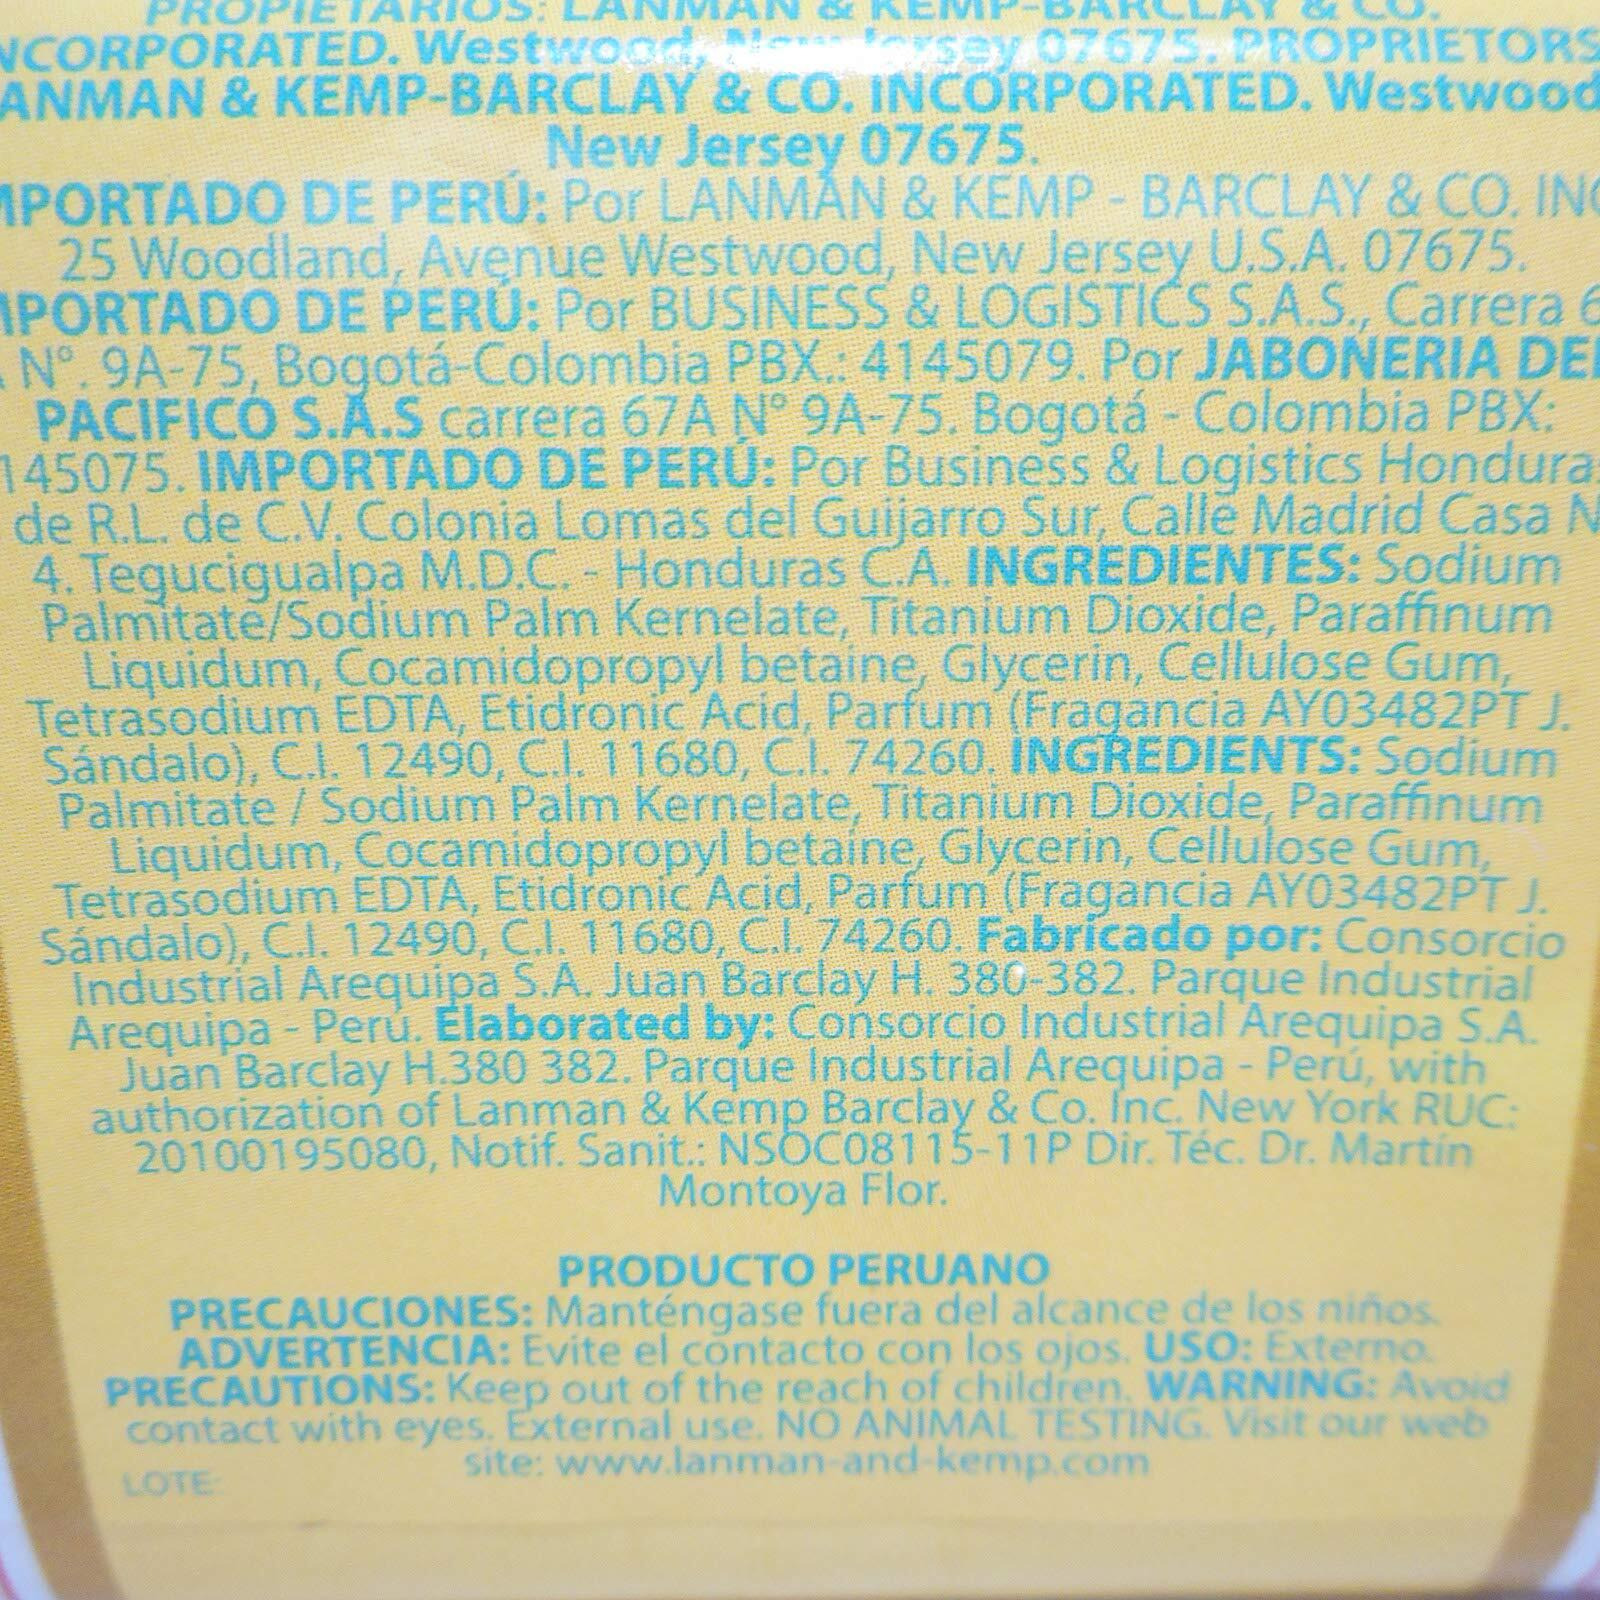 PROPIETARIOS: LANMAN & KEMP-BARCLAY & CO.
NCORPORATED. Westwood, New Jersey 07675. PROPRIETORS
ANMAN & KEMP-BARCLAY & CO. INCORPORATED. Westwood
New Jersey 07675.
MPORTADO DE PERÚ: Por LANMAN & KEMP - BARCLAY & CO. INC
25 Woodland, Avenue Westwood, New Jersey U.S.A. 07675.
MPORTADO DE PERÚ: Por BUSINESS & LOGISTICS S.A.S., Carrera 6
N°. 9A-75, Bogotá-Colombia PBX.: 4145079. Por JABONERIA DEL
PACIFICO S.A.S carrera 67A N° 9A-75. Bogotá - Colombia PBX:
145075. IMPORTADO DE PERÚ: Por Business & Logistics Honduras
de R.L. de C.V. Colonia Lomas del Guijarro Sur, Calle Madrid Casa N
4. Tegucigualpa M.D.C. - Honduras C.A. INGREDIENTES: Sodium
Palmitate/Sodium Palm Kernelate, Titanium Dioxide, Paraffinum
Liquidum, Cocamidopropyl betaine, Glycerin, Cellulose Gum,
Tetrasodium EDTA, Etidronic Acid, Parfum (Fragancia AY03482PT J.
Sándalo), C.I. 12490, C.I. 11680, C.I. 74260. INGREDIENTS: Sodium
Palmitate / Sodium Palm Kernelate, Titanium Dioxide, Paraffinum
Liquidum, Cocamidopropyl betaine, Glycerin, Cellulose Gum,
Tetrasodium EDTA, Etidronic Acid, Parfum (Fragancia AY03482PT J.
Sándalo), C.I. 12490, C.I. 11680, C.I. 74260. Fabricado por: Consorcio
Industrial Arequipa S.A. Juan Barclay H. 380-382. Parque Industrial
Arequipa - Perú. Elaborated by: Consorcio Industrial Arequipa S.A.
Juan Barclay H.380 382. Parque Industrial Arequipa - Perú, with
authorization of Lanman & Kemp Barclay & Co. Inc. New York RUC:
20100195080, Notif. Sanit.: NSOC08115-11P Dir. Téc. Dr. Martín
Montoya Flor.
PRODUCTO PERUANO
PRECAUCIONES: Manténgase fuera del alcance de los niños.
ADVERTENCIA: Evite el contacto con los ojos. USO: Externo.
PRECAUTIONS: Keep out of the reach of children. WARNING: Avoid
contact with eyes. External use. NO ANIMAL TESTING. Visit our web
site: www.lanman-and-kemp.com
LOTE: